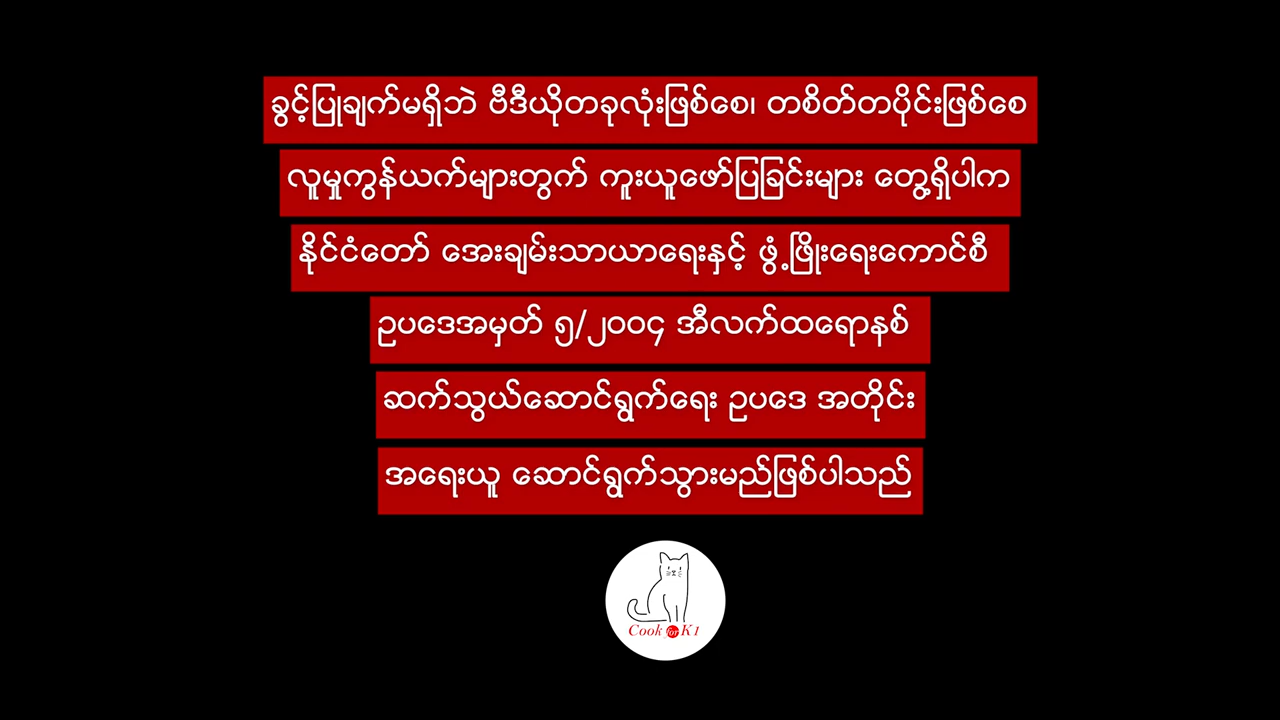 ခွင့်ပြုချက်မရှိဘဲ ဗီဒီယိုတခုလုံးဖြစ်စေ၊ တစိတ်တပိုင်းဖြစ်စေ
လူမှုကွန်ယက်များတွက် ကူးယူဖော်ပြခြင်းများ တွေ့ရှိပါက
နိုင်ငံတော် အေးချမ်းသာယာရေးနှင့် ဖွံ့ဖြိုးရေးကောင်စီ
ဥပဒေအမှတ် ၅/၂၀၀၄ အီလက်ထရောနစ်
ဆက်သွယ်ဆောင်ရွက်ရေး ဥပဒေ အတိုင်း
အရေးယူ ဆောင်ရွက်သွားမည်ဖြစ်ပါသည်
Cook for K1